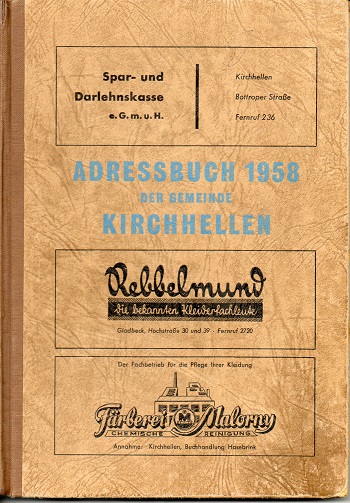 Spar- und
Darlehnskasse
e.G.m.u.H.
Kirchhellen
Bottroper Straße
Fernruf 236
ADRESSBUCH 1958
DER GEMEINDE
KIRCHHELLEN
Rebbelmund
die bekannten Kleiderfachleute
Gladbeck, Hochstraße 30 und 39 · Fernruf 2720
Der Fachbetrieb für die Pflege Ihrer Kleidung
Färberei Malorny
CHEMISCHE REINIGUNG
Annahme: Kirchhellen, Buchhandlung Hasebrink